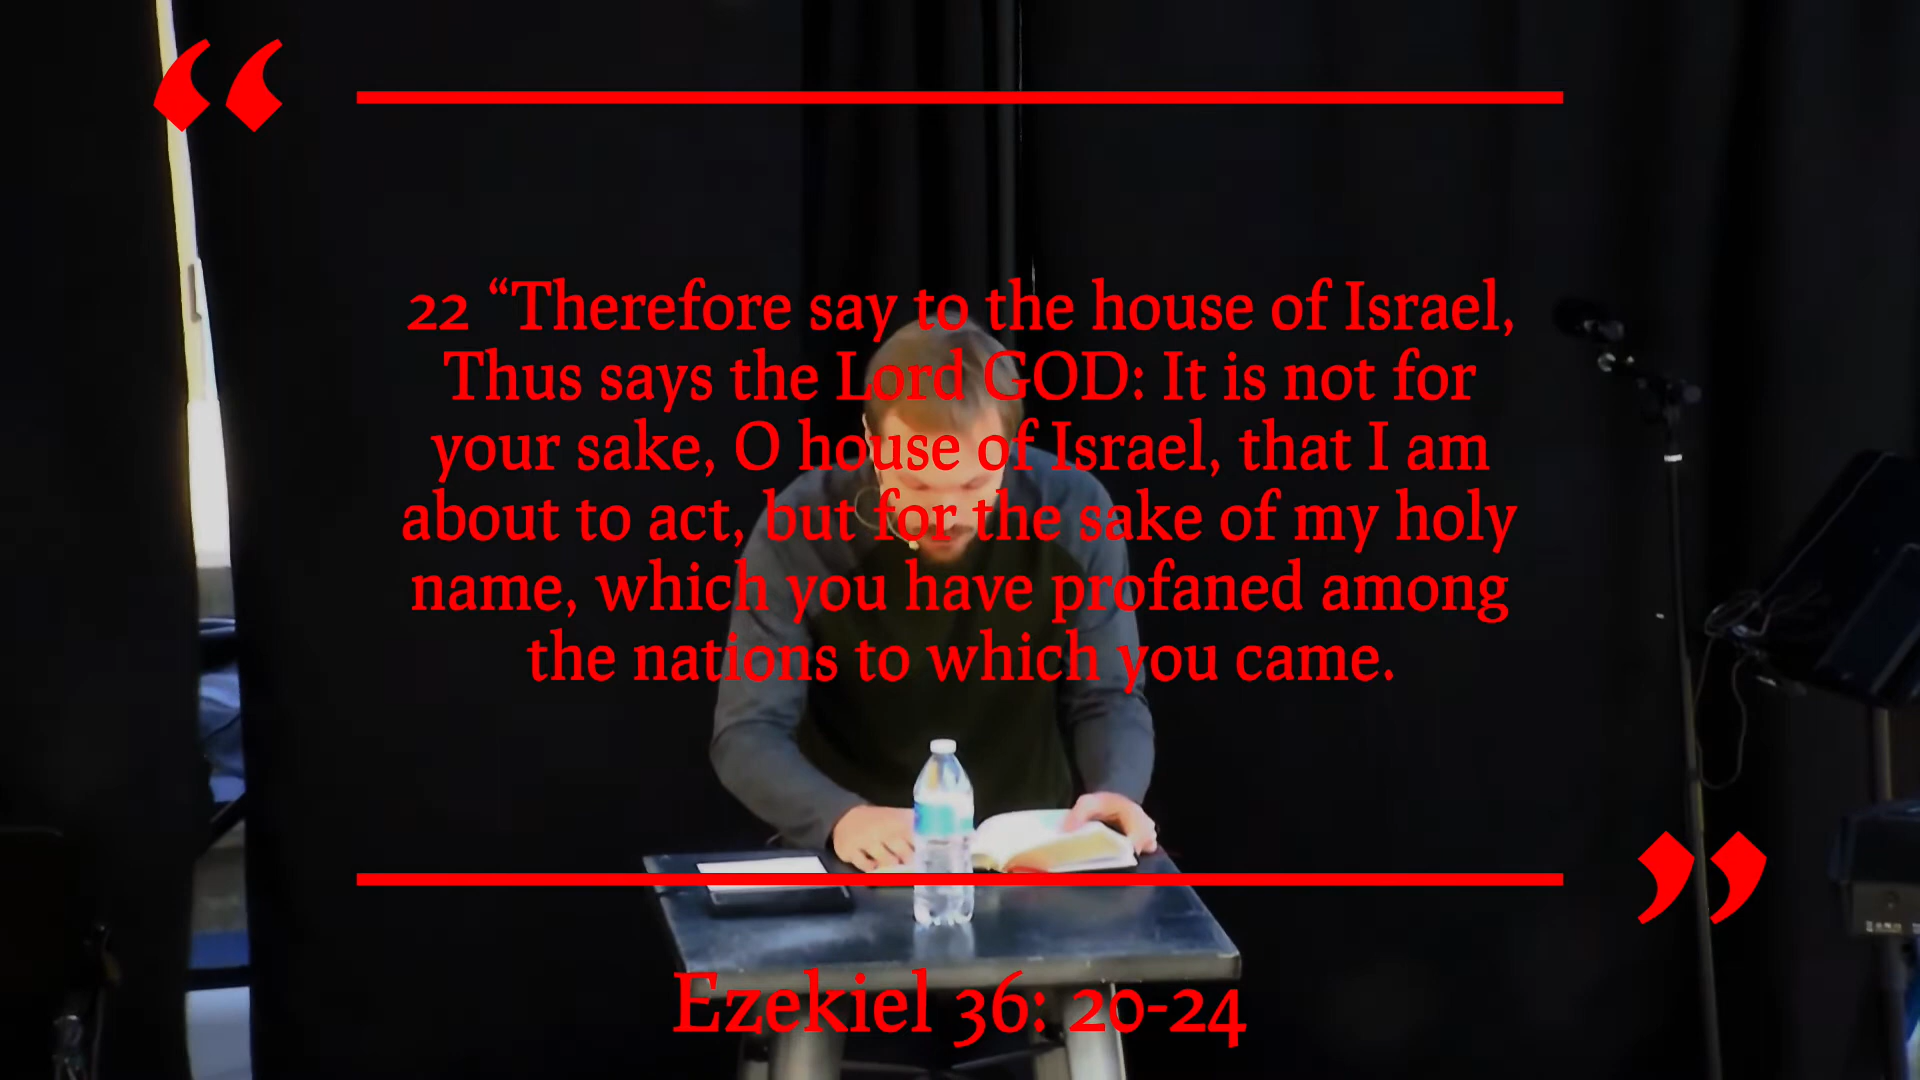 “
22 “Therefore say to the house of Israel,
Thus says the Lord GOD: It is not for
your sake, O house of Israel, that I am
about to act, but for the sake of my holy
name, which you have profaned among
the nations to which you came.
”
Ezekiel 36: 20-24